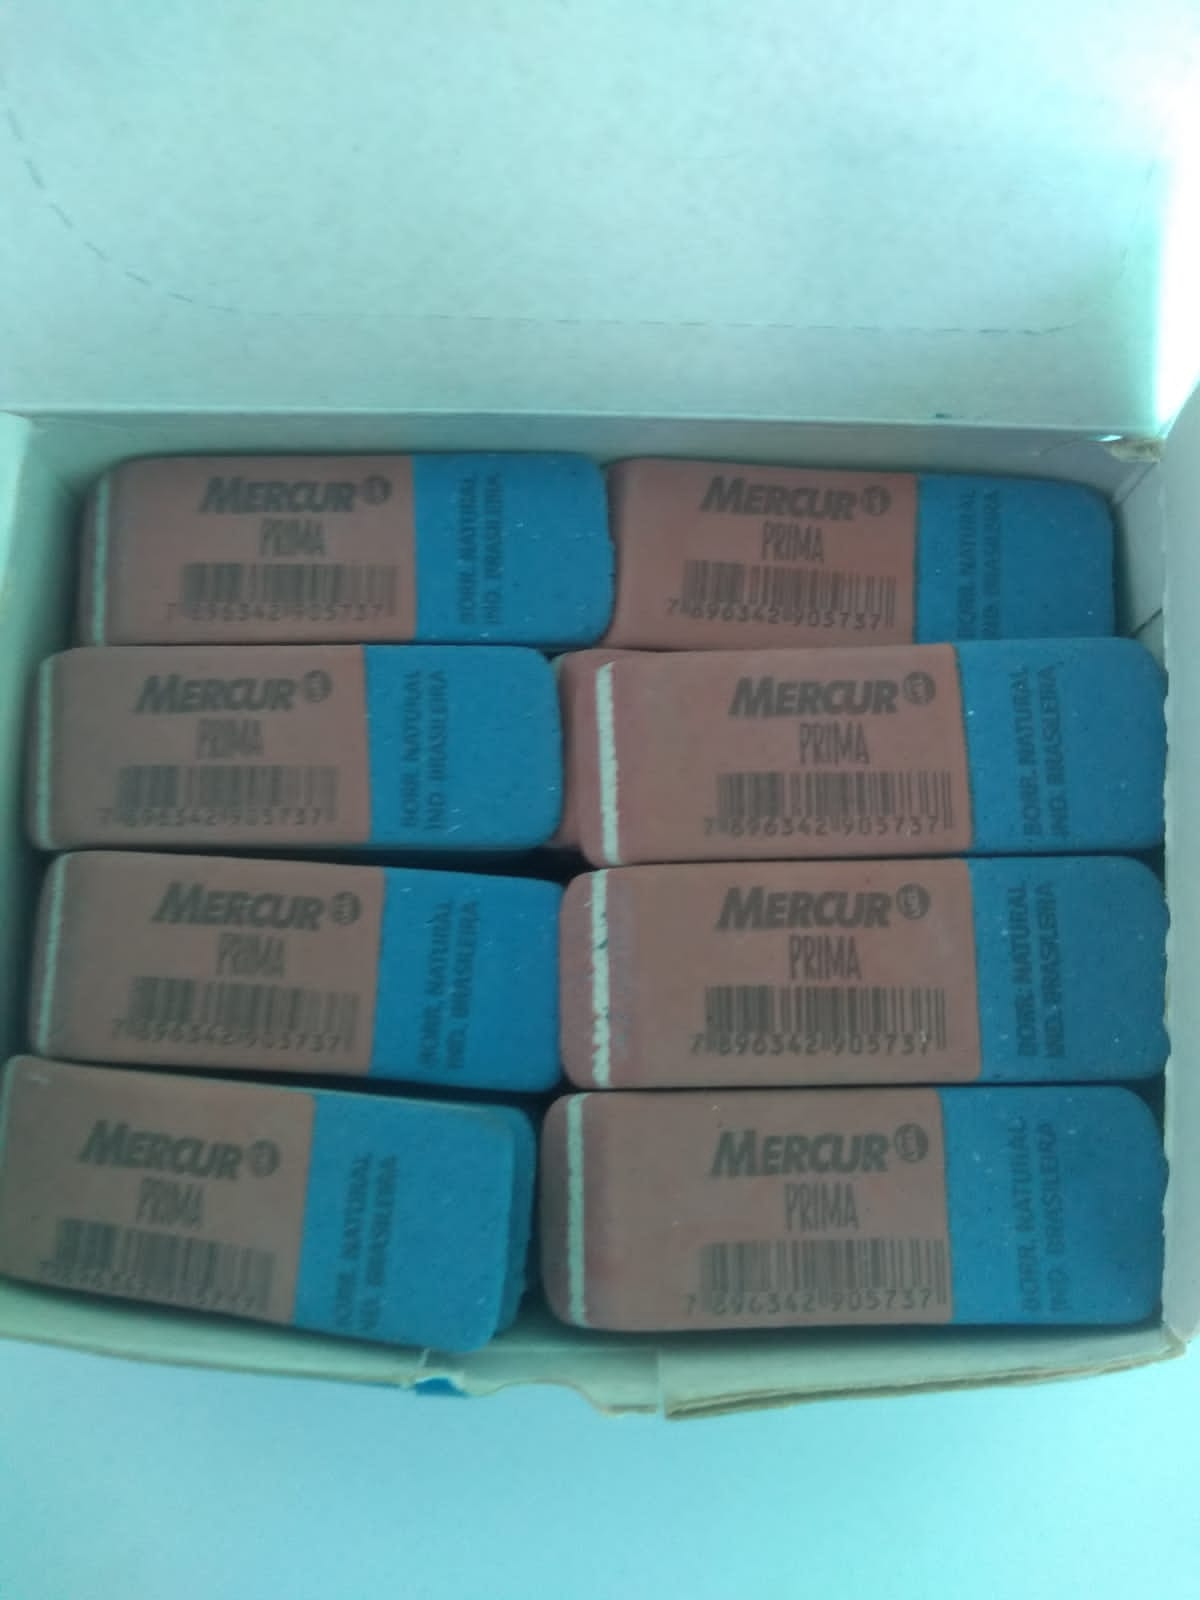 MERCUR
PRIMA
7 896342 905737
BORR. NATURAL
IND. BRASILEIRA
MERCUR
PRIMA
7 896342 905737
BORR. NATURAL
IND. BRASILEIRA
MERCUR
PRIMA
7 896342 905737
BORR. NATURAL
IND. BRASILEIRA
MERCUR
PRIMA
7 896342 905737
BORR. NATURAL
IND. BRASILEIRA
MERCUR
PRIMA
7 896342 905737
BORR. NATURAL
IND. BRASILEIRA
MERCUR
PRIMA
7 896342 905737
BORR. NATURAL
IND. BRASILEIRA
MERCUR
PRIMA
BORR. NATURAL
IND. BRASILEIRA
MERCUR
PRIMA
7 896342 905737
BORR. NATURAL
IND. BRASILEIRA